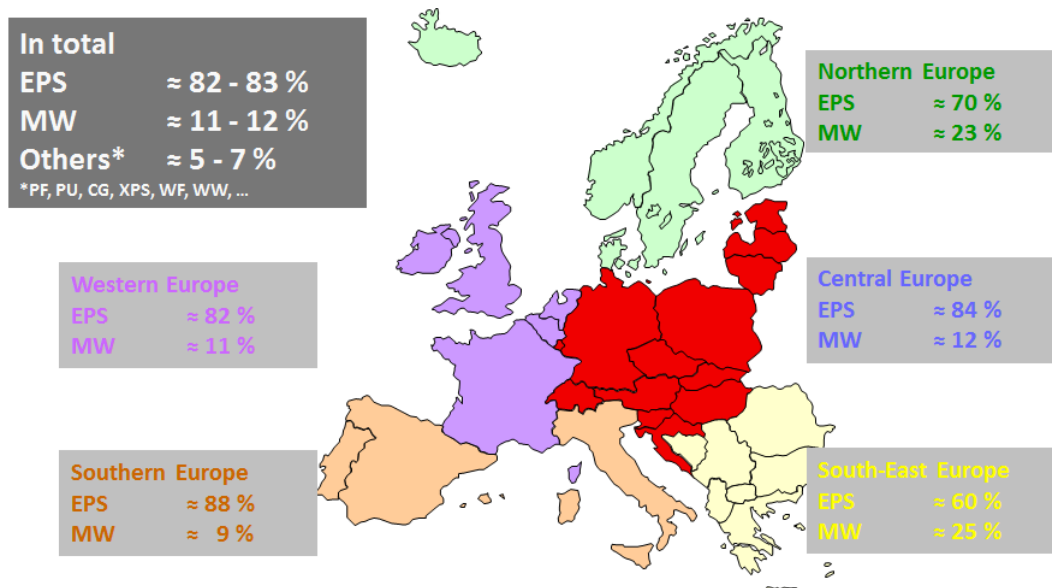 In total
EPS ≈ 82 - 83 %
MW ≈ 11 - 12 %
Others* ≈ 5 - 7 %
*PF, PU, CG, XPS, WF, WW, ...
Northern Europe
EPS ≈ 70 %
MW ≈ 23 %
Western Europe
EPS ≈ 82 %
MW ≈ 11 %
Central Europe
EPS ≈ 84 %
MW ≈ 12 %
Southern Europe
EPS ≈ 88 %
MW ≈ 9 %
South-East Europe
EPS ≈ 60 %
MW ≈ 25 %